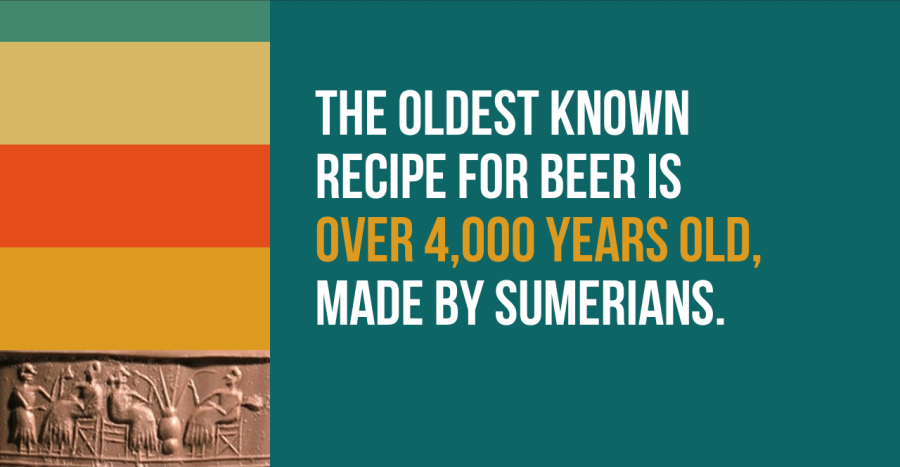 THE OLDEST KNOWN
RECIPE FOR BEER IS
OVER 4,000 YEARS OLD,
MADE BY SUMERIANS.